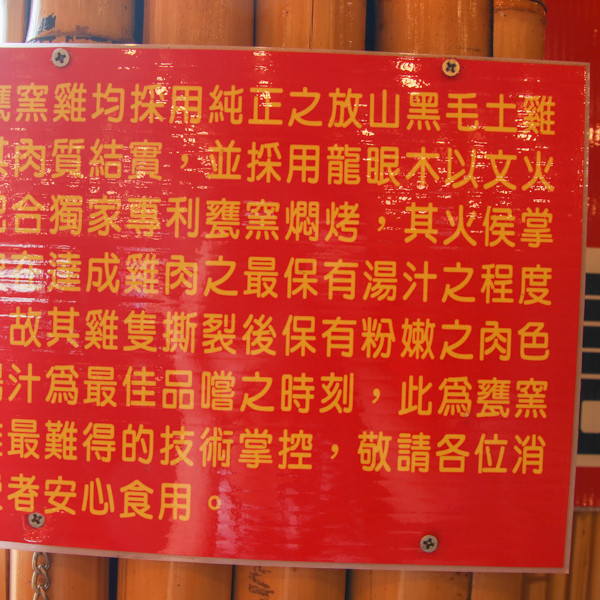 甕窯雞均採用純正之放山黑毛土雞
其肉質結實，並採用龍眼木以文火
配合獨家專利甕窯燜烤，其火侯掌
在達成雞肉之最保有湯汁之程度
故其雞隻撕裂後保有粉嫩之肉色
湯汁為最佳品嚐之時刻，此為甕窯
最難得的技術掌控，敬請各位消
者安心食用。